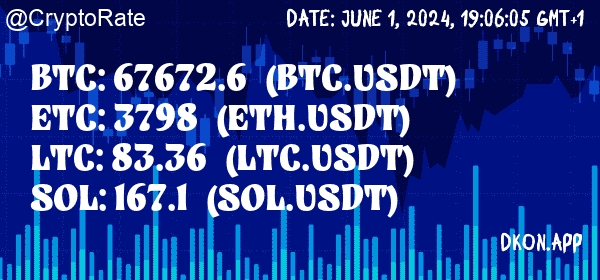 @CryptoRate
DATE: JUNE 1, 2024, 19:06:05 GMT+1
BTC: 67672.6 (BTC.USDT)
ETC: 3798 (ETH.USDT)
LTC: 83.36 (LTC.USDT)
SOL: 167.1 (SOL.USDT)
DKON.APP